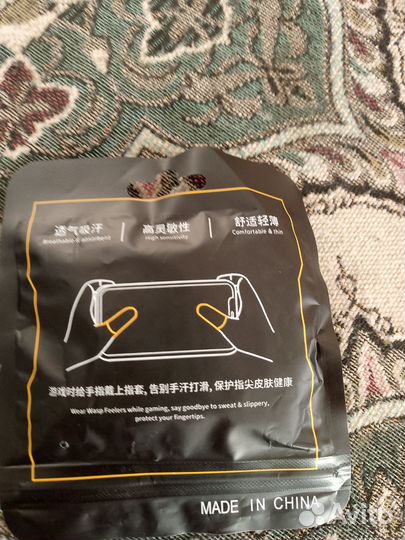 透气吸汗 | 高灵敏性 | 舒适轻薄
Breathable & absorbent | High sensitivity | Comfortable & thin
游戏时给手指戴上指套, 告别手汗打滑, 保护指尖皮肤健康
Wear Wasp Feelers while gaming, say goodbye to sweat & slippery,
protect your fingertips.
MADE IN CHINA
Avito